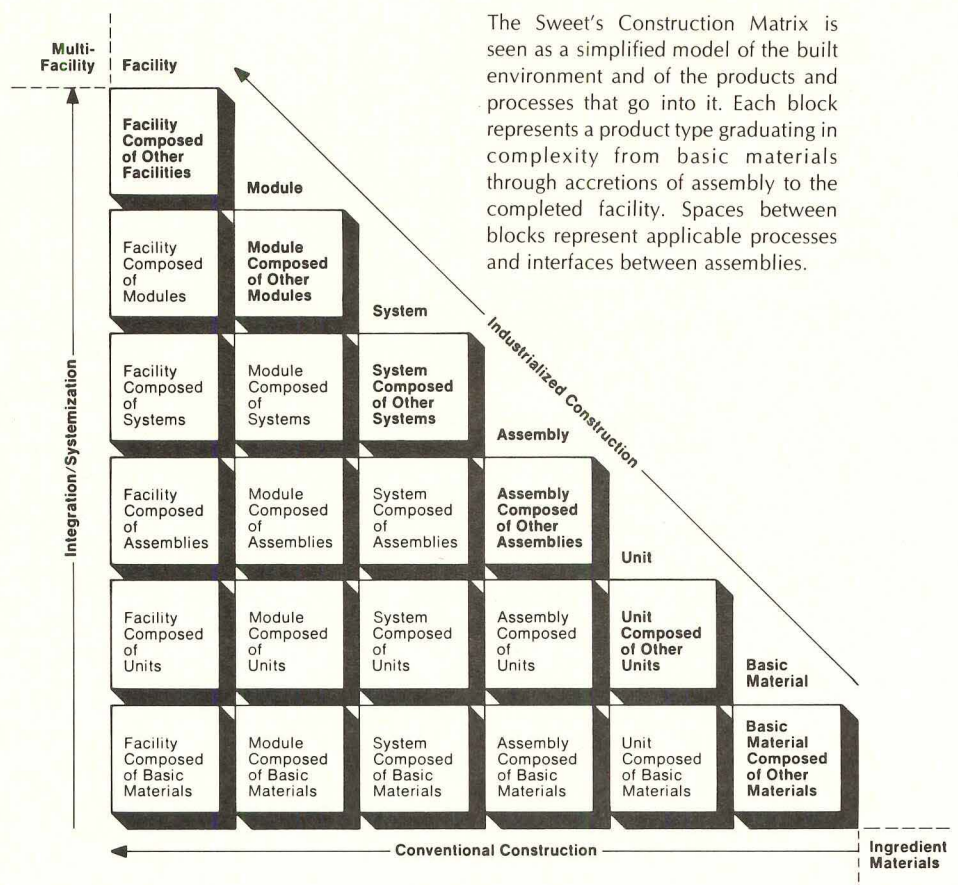 The Sweet's Construction Matrix is
seen as a simplified model of the built
environment and of the products and
processes that go into it. Each block
represents a product type graduating in
complexity from basic materials
through accretions of assembly to the
completed facility. Spaces between
blocks represent applicable processes
and interfaces between assemblies.
Multi-
Facility
Facility
Facility
Composed
of Other
Facilities
Module
Facility
Composed
of
Modules
Module
Composed
of Other
Modules
System
Facility
Composed
of
Systems
Module
Composed
of
Systems
System
Composed
of Other
Systems
Assembly
Facility
Composed
of
Assemblies
Module
Composed
of
Assemblies
System
Composed
of
Assemblies
Assembly
Composed
of Other
Assemblies
Unit
Facility
Composed
of
Units
Module
Composed
of
Units
System
Composed
of
Units
Assembly
Composed
of
Units
Unit
Composed
of Other
Units
Basic
Material
Facility
Composed
of Basic
Materials
Module
Composed
of Basic
Materials
System
Composed
of Basic
Materials
Assembly
Composed
of Basic
Materials
Unit
Composed
of Basic
Materials
Basic
Material
Composed
of Other
Materials
Integration/Systemization
Industrialized Construction
Conventional Construction
Ingredient
Materials